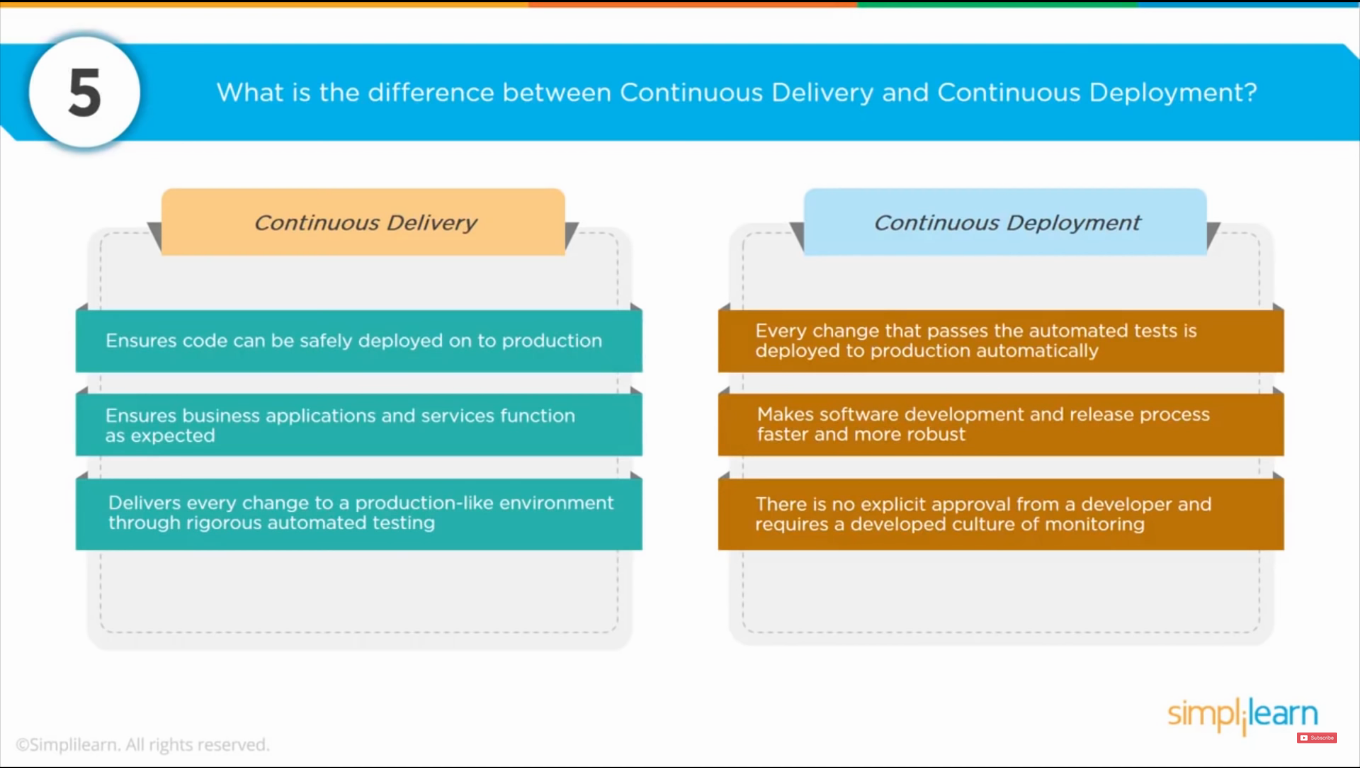 5
What is the difference between Continuous Delivery and Continuous Deployment?
Continuous Delivery
Ensures code can be safely deployed on to production
Ensures business applications and services function
as expected
Delivers every change to a production-like environment
through rigorous automated testing
Continuous Deployment
Every change that passes the automated tests is
deployed to production automatically
Makes software development and release process
faster and more robust
There is no explicit approval from a developer and
requires a developed culture of monitoring
simplilearn
Subscribe
©Simplilearn. All rights reserved.